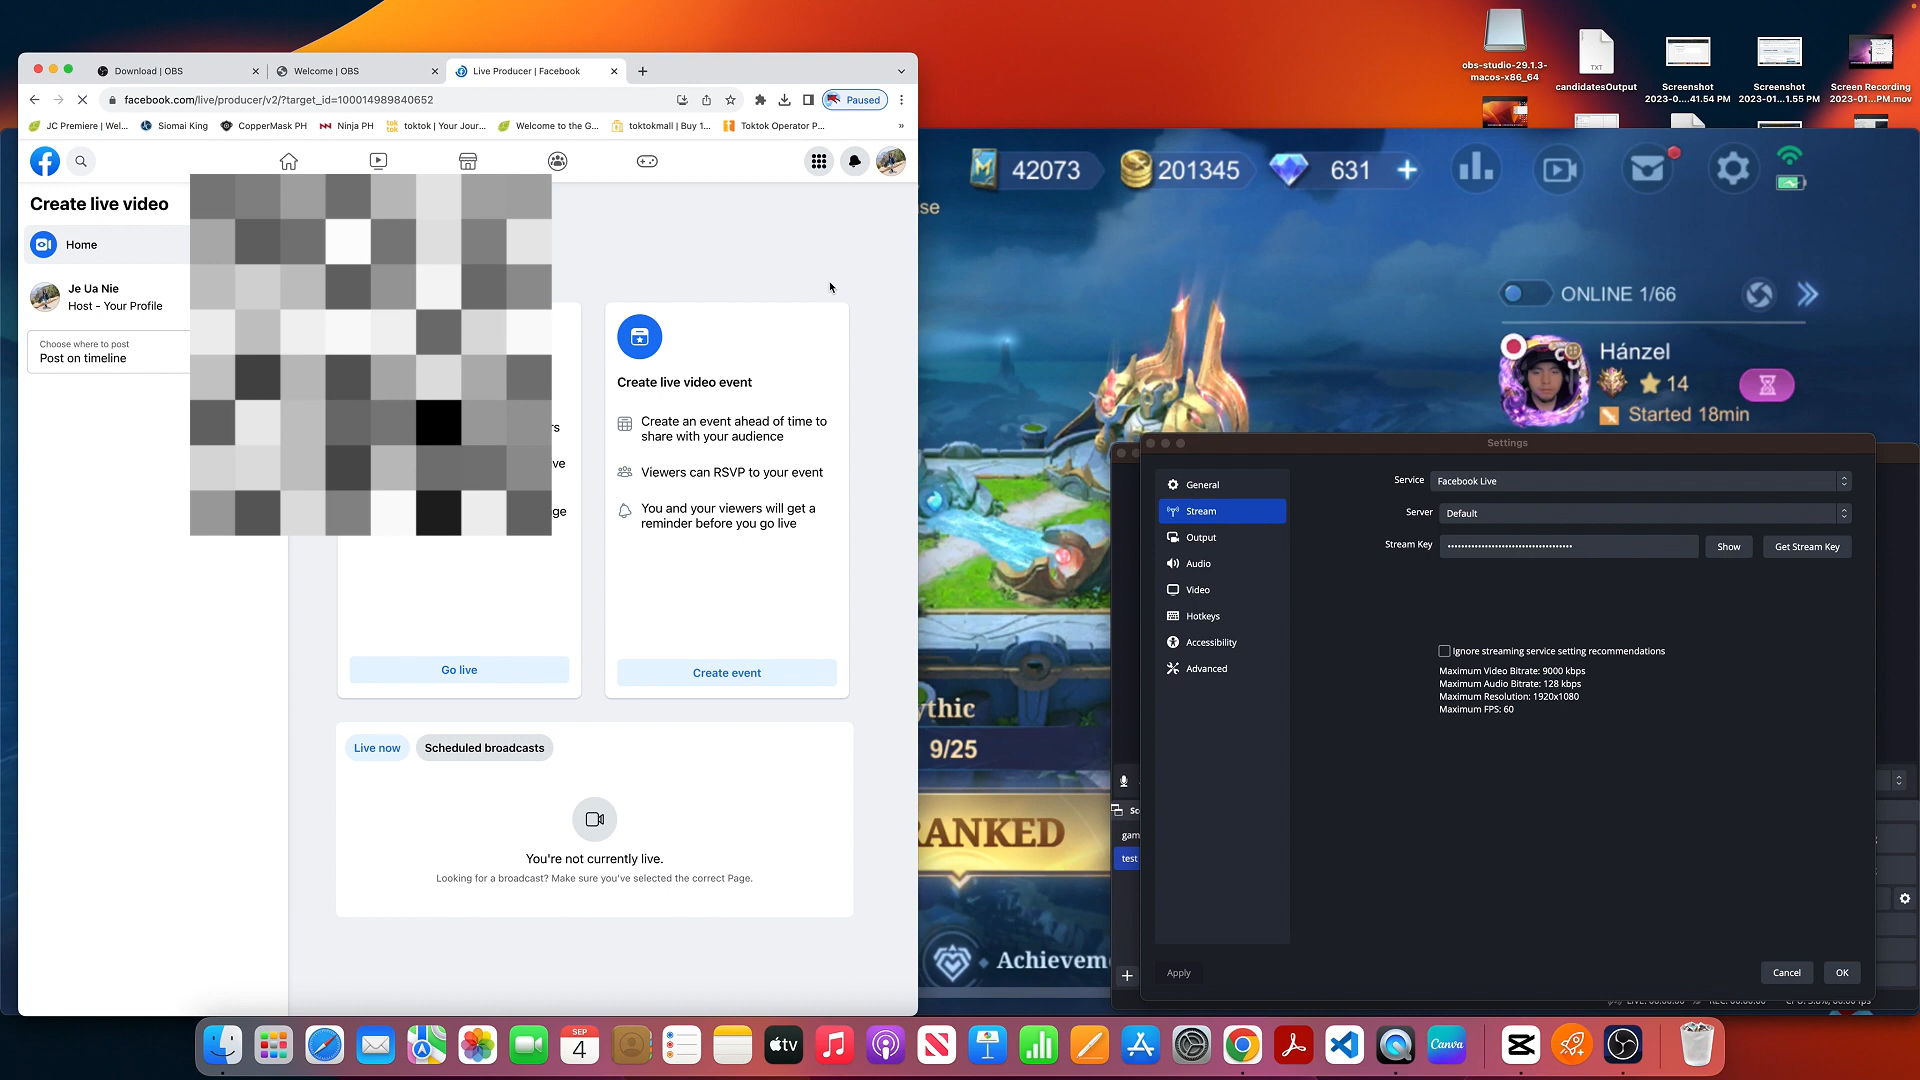 Download | OBS
Welcome | OBS
Live Producer | Facebook
facebook.com/live/producer/v2/?target_id=100014989840652
Paused
JC Premiere | Wel...
Siomai King
CopperMask PH
Ninja PH
toktok | Your Jour...
Welcome to the G...
toktokmall | Buy 1...
Toktok Operator P...
»
Create live video
Home
Je Ua Nie
Host - Your Profile
Choose where to post
Post on timeline
rs
ve
ge
Go live
Create live video event
Create an event ahead of time to
share with your audience
Viewers can RSVP to your event
You and your viewers will get a
reminder before you go live
Create event
Live now
Scheduled broadcasts
You're not currently live.
Looking for a broadcast? Make sure you've selected the correct Page.
obs-studio-29.1.3-
macos-x86_64
TXT
candidatesOutput
Screenshot
2023-0....41.54 PM
Screenshot
2023-01...1.55 PM
Screen Recording
2023-01...PM.mov
42073
201345
631
se
ONLINE 1/66
Hánzel
14
Started 18min
ythic
9/25
RANKED
Achievem
Sc
gam
test
Settings
General
Stream
Output
Audio
Video
Hotkeys
Accessibility
Advanced
Service
Facebook Live
Server
Default
Stream Key
Show
Get Stream Key
Ignore streaming service setting recommendations
Maximum Video Bitrate: 9000 kbps
Maximum Audio Bitrate: 128 kbps
Maximum Resolution: 1920x1080
Maximum FPS: 60
Apply
Cancel
OK
SEP
4
tv
Canva